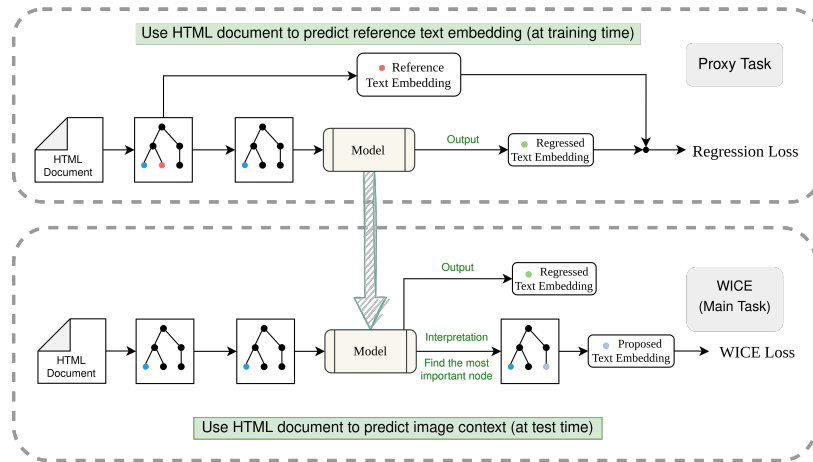 Use HTML document to predict reference text embedding (at training time)
Proxy Task
Reference
Text Embedding
HTML
Document
Model
Output
Regressed
Text Embedding
Regression Loss
Output
Regressed
Text Embedding
WICE
(Main Task)
HTML
Document
Model
Interpretation
Find the most
important node
Proposed
Text Embedding
WICE Loss
Use HTML document to predict image context (at test time)